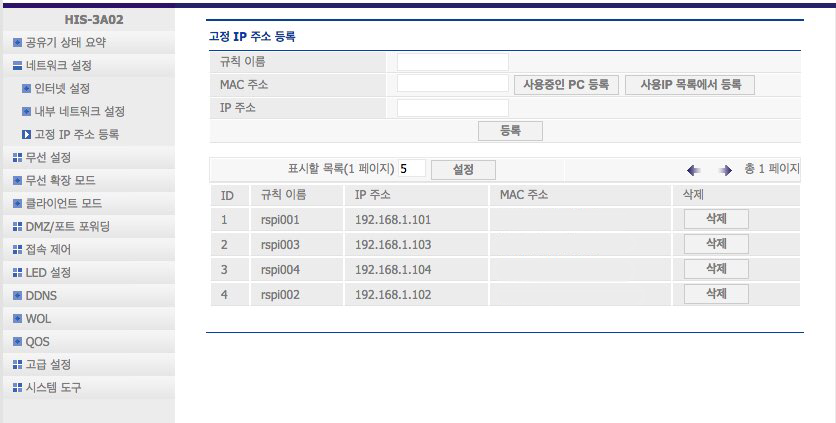 HIS-3A02
공유기 상태 요약
네트워크 설정
인터넷 설정
내부 네트워크 설정
고정 IP 주소 등록
무선 설정
무선 확장 모드
클라이언트 모드
DMZ/포트 포워딩
접속 제어
LED 설정
DDNS
WOL
QOS
고급 설정
시스템 도구
고정 IP 주소 등록
규칙 이름
MAC 주소 사용중인 PC 등록 사용IP 목록에서 등록
IP 주소
등록
표시할 목록(1 페이지) 5 설정 총 1 페이지
ID 규칙 이름 IP 주소 MAC 주소 삭제
1 rspi001 192.168.1.101 삭제
2 rspi003 192.168.1.103 삭제
3 rspi004 192.168.1.104 삭제
4 rspi002 192.168.1.102 삭제